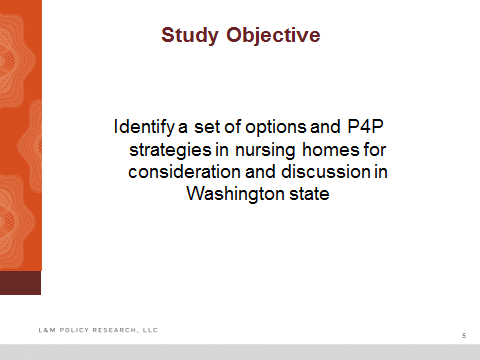 Study Objective
Identify a set of options and P4P
strategies in nursing homes for
consideration and discussion in
Washington state
L&M POLICY RESEARCH, LLC
5